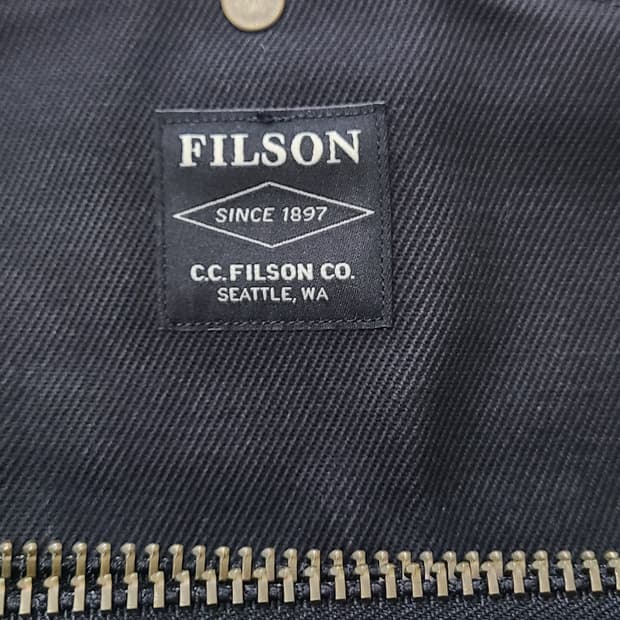 FILSON
SINCE 1897
C.C. FILSON CO.
SEATTLE, WA